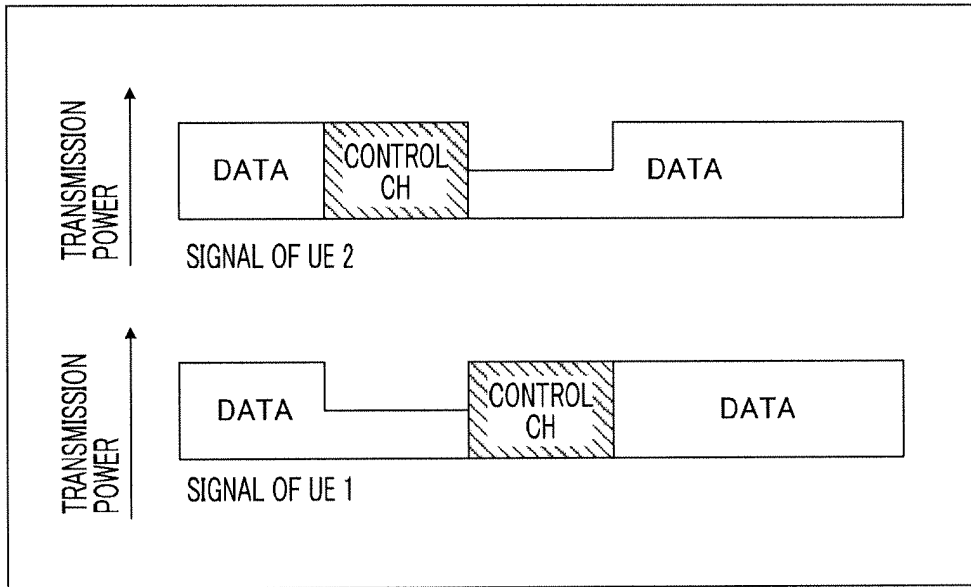 TRANSMISSION
POWER
DATA
CONTROL
CH
DATA
SIGNAL OF UE 2
TRANSMISSION
POWER
DATA
CONTROL
CH
DATA
SIGNAL OF UE 1